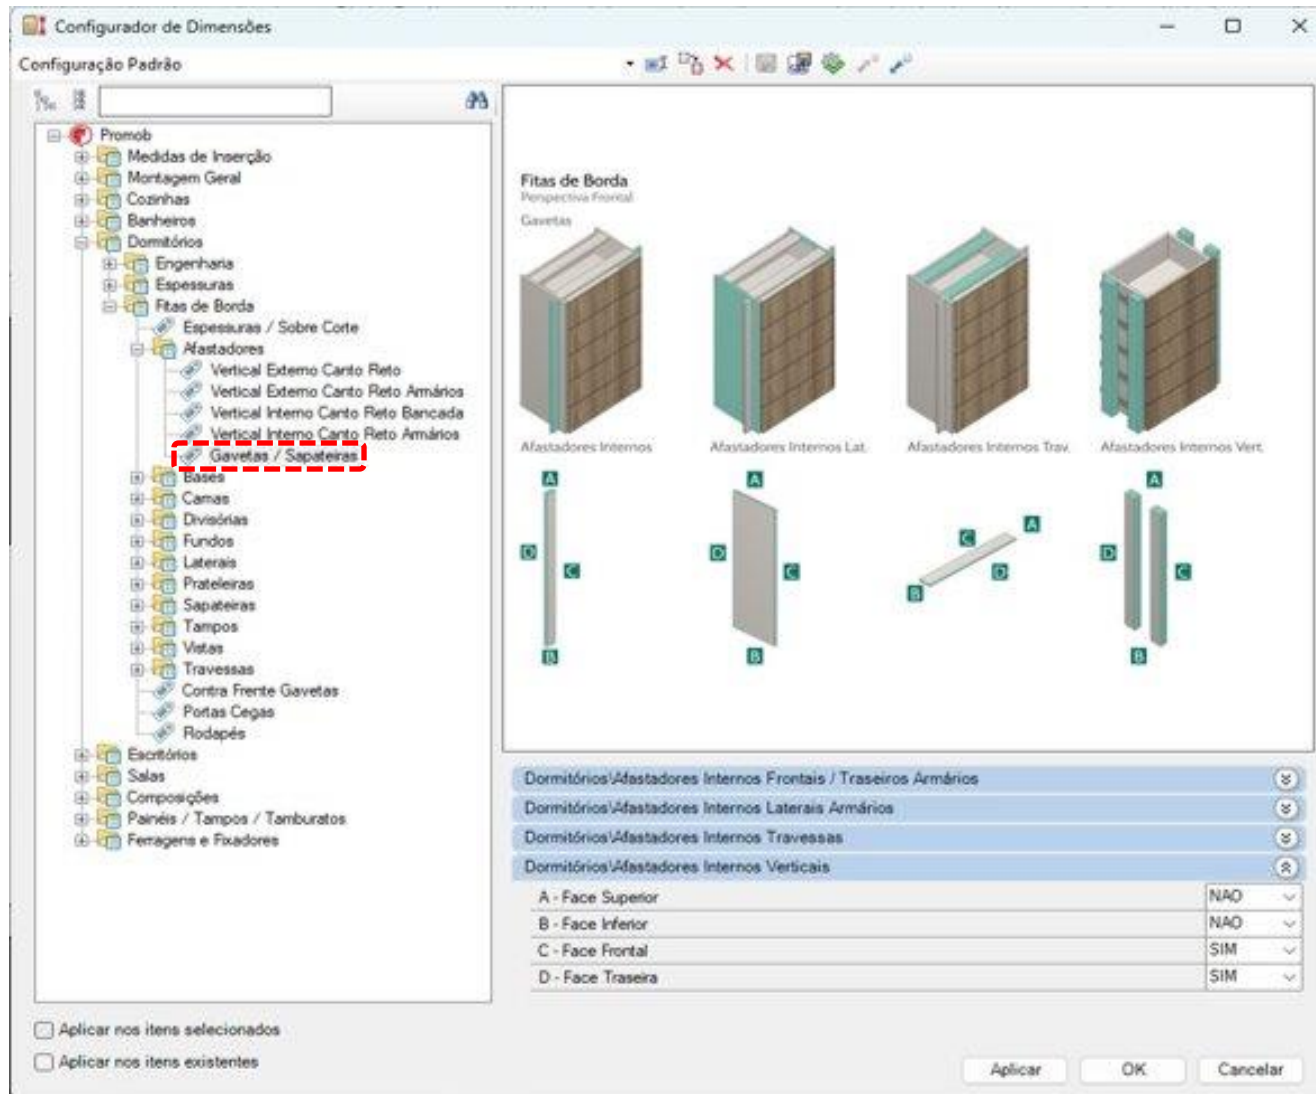 Configurador de Dimensões
Configuração Padrão
Promob
Medidas de Inserção
Montagem Geral
Cozinhas
Banheiros
Dormitórios
Engenharia
Espessuras
Fitas de Borda
Espessuras / Sobre Corte
Afastadores
Vertical Externo Canto Reto
Vertical Externo Canto Reto Armários
Vertical Interno Canto Reto Bancada
Vertical Interno Canto Reto Armários
Gavetas / Sapateiras
Bases
Camas
Divisórias
Fundos
Laterais
Prateleiras
Sapateiras
Tampos
Vistas
Travessas
Contra Frente Gavetas
Portas Cegas
Rodapés
Escritórios
Salas
Composições
Painéis / Tampos / Tamburatos
Ferragens e Fixadores
Fitas de Borda
Perspectiva Frontal
Gavetas
Afastadores Internos Afastadores Internos Lat. Afastadores Internos Trav. Afastadores Internos Vert.
A A A A
D C D C C D B D C
B B B
Dormitórios\Afastadores Internos Frontais / Traseiros Armários
Dormitórios\Afastadores Internos Laterais Armários
Dormitórios\Afastadores Internos Travessas
Dormitórios\Afastadores Internos Verticais
A - Face Superior NAO
B - Face Inferior NAO
C - Face Frontal SIM
D - Face Traseira SIM
Aplicar nos itens selecionados
Aplicar nos itens existentes
Aplicar OK Cancelar